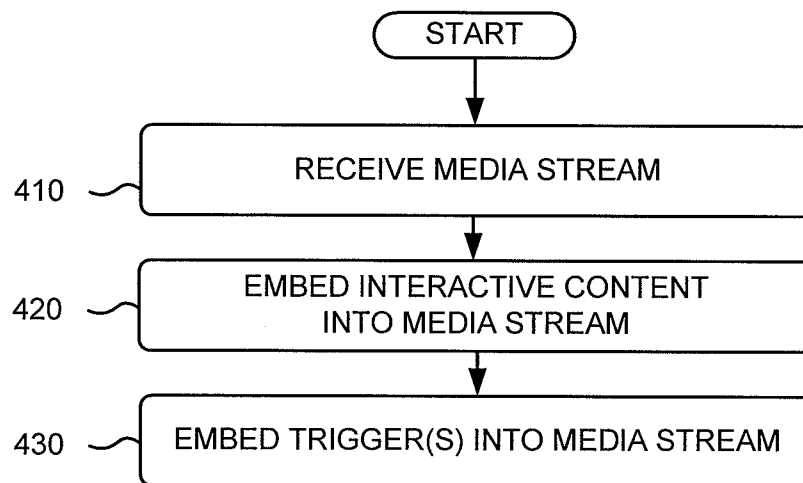 START
410
RECEIVE MEDIA STREAM
420
EMBED INTERACTIVE CONTENT
INTO MEDIA STREAM
430
EMBED TRIGGER(S) INTO MEDIA STREAM